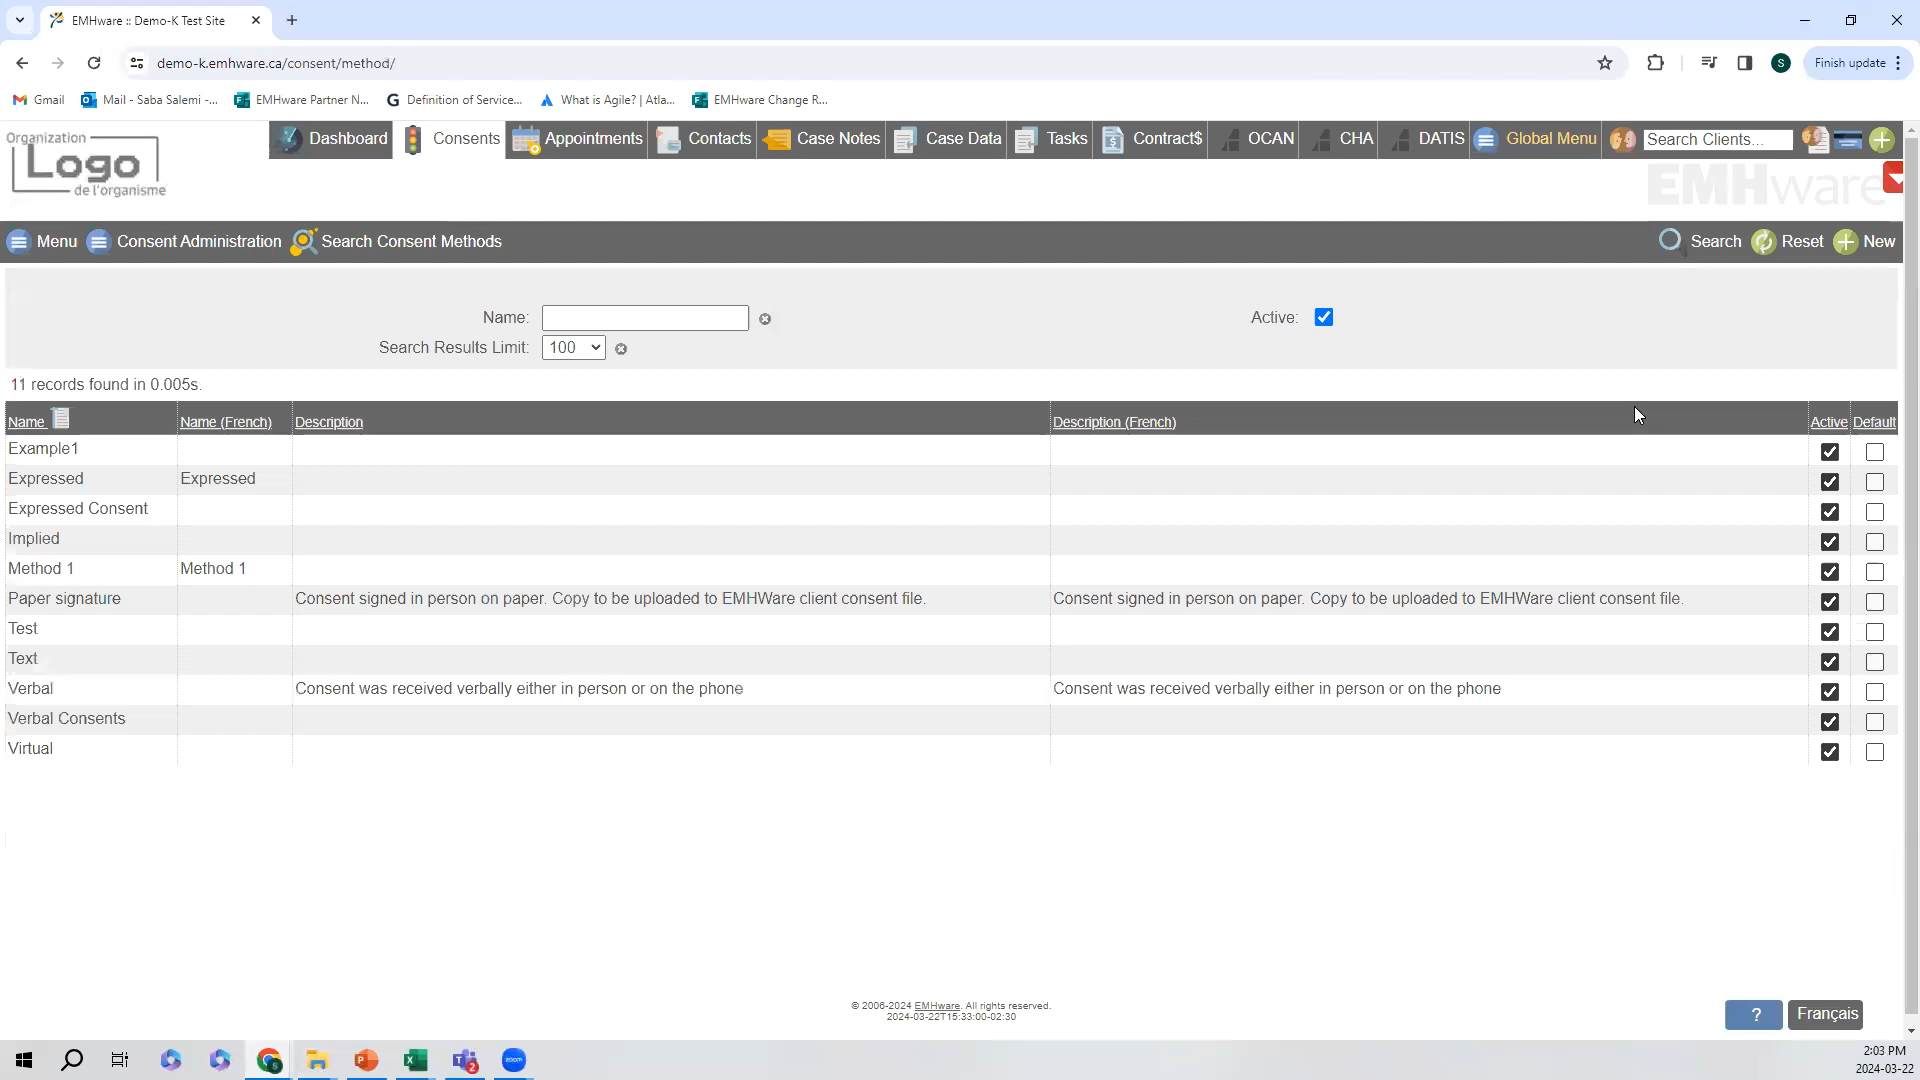 EMHware :: Demo-K Test Site
demo-k.emhware.ca/consent/method/
S
Finish update
Gmail
Mail - Saba Salemi -...
EMHware Partner N...
Definition of Service...
What is Agile? | Atla...
EMHware Change R...
Organization
Logo
de l'organisme
Dashboard
Consents
Appointments
Contacts
Case Notes
Case Data
Tasks
Contract$
OCAN
CHA
DATIS
Global Menu
Search Clients...
EMHware
Menu
Consent Administration
Search Consent Methods
Search
Reset
New
Name:
Active:
Search Results Limit: 100
11 records found in 0.005s.
Name Name (French) Description Description (French) Active Default
Example1
Expressed Expressed
Expressed Consent
Implied
Method 1 Method 1
Paper signature Consent signed in person on paper. Copy to be uploaded to EMHWare client consent file. Consent signed in person on paper. Copy to be uploaded to EMHWare client consent file.
Test
Text
Verbal Consent was received verbally either in person or on the phone Consent was received verbally either in person or on the phone
Verbal Consents
Virtual
© 2006-2024 EMHware. All rights reserved.
2024-03-22T15:33:00-02:30
?
Français
2
zoom
2:03 PM
2024-03-22